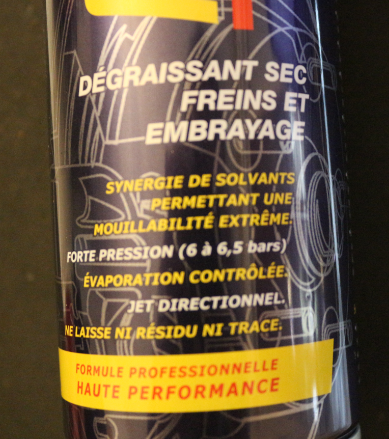 DÉGRAISSANT SEC
FREINS ET
EMBRAYAGE
SYNERGIE DE SOLVANTS
PERMETTANT UNE
MOUILLABILITÉ EXTRÊME.
FORTE PRESSION (6 à 6,5 bars)
ÉVAPORATION CONTRÔLÉE.
JET DIRECTIONNEL.
NE LAISSE NI RÉSIDU NI TRACE.
FORMULE PROFESSIONNELLE
HAUTE PERFORMANCE